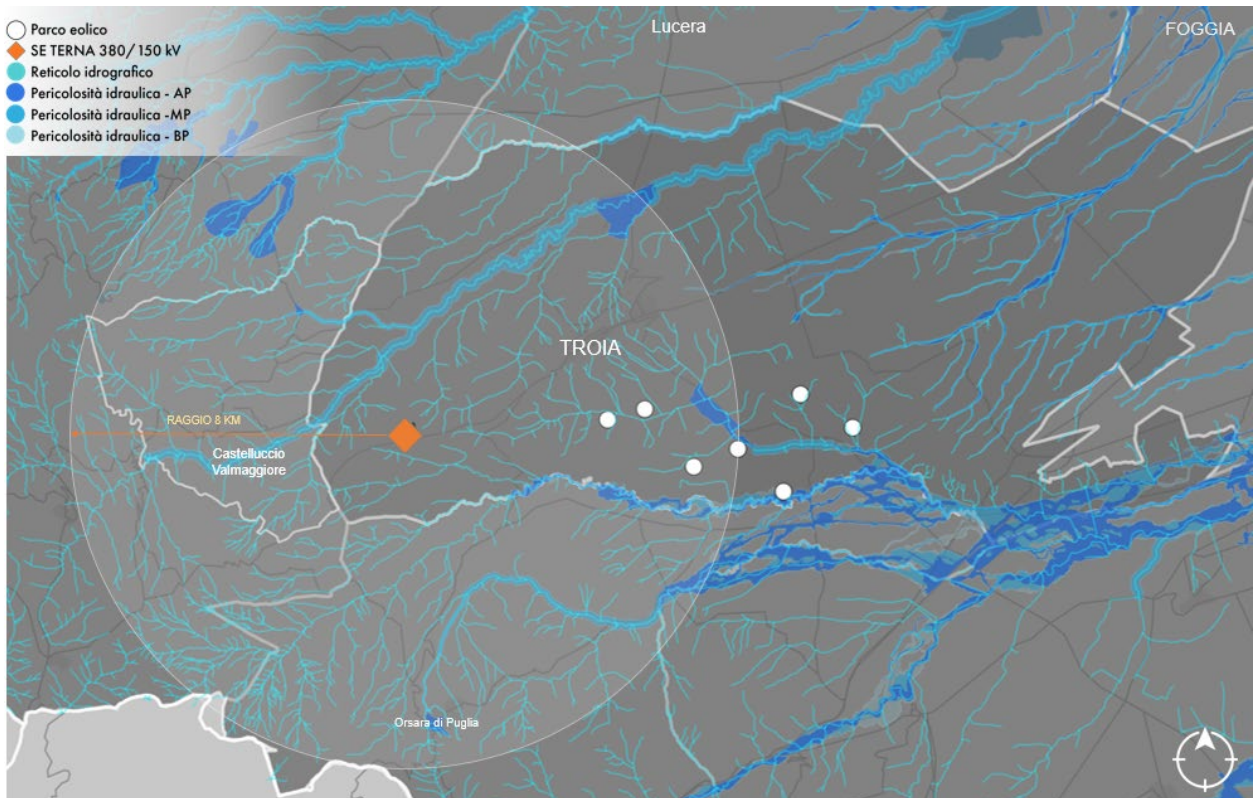 Parco eolico
SE TERNA 380/150 kV
Reticolo idrografico
Pericolosità idraulica - AP
Pericolosità idraulica -MP
Pericolosità idraulica - BP
Lucera
FOGGIA
TROIA
RAGGIO 8 KM
Castelluccio
Valmaggiore
Orsara di Puglia